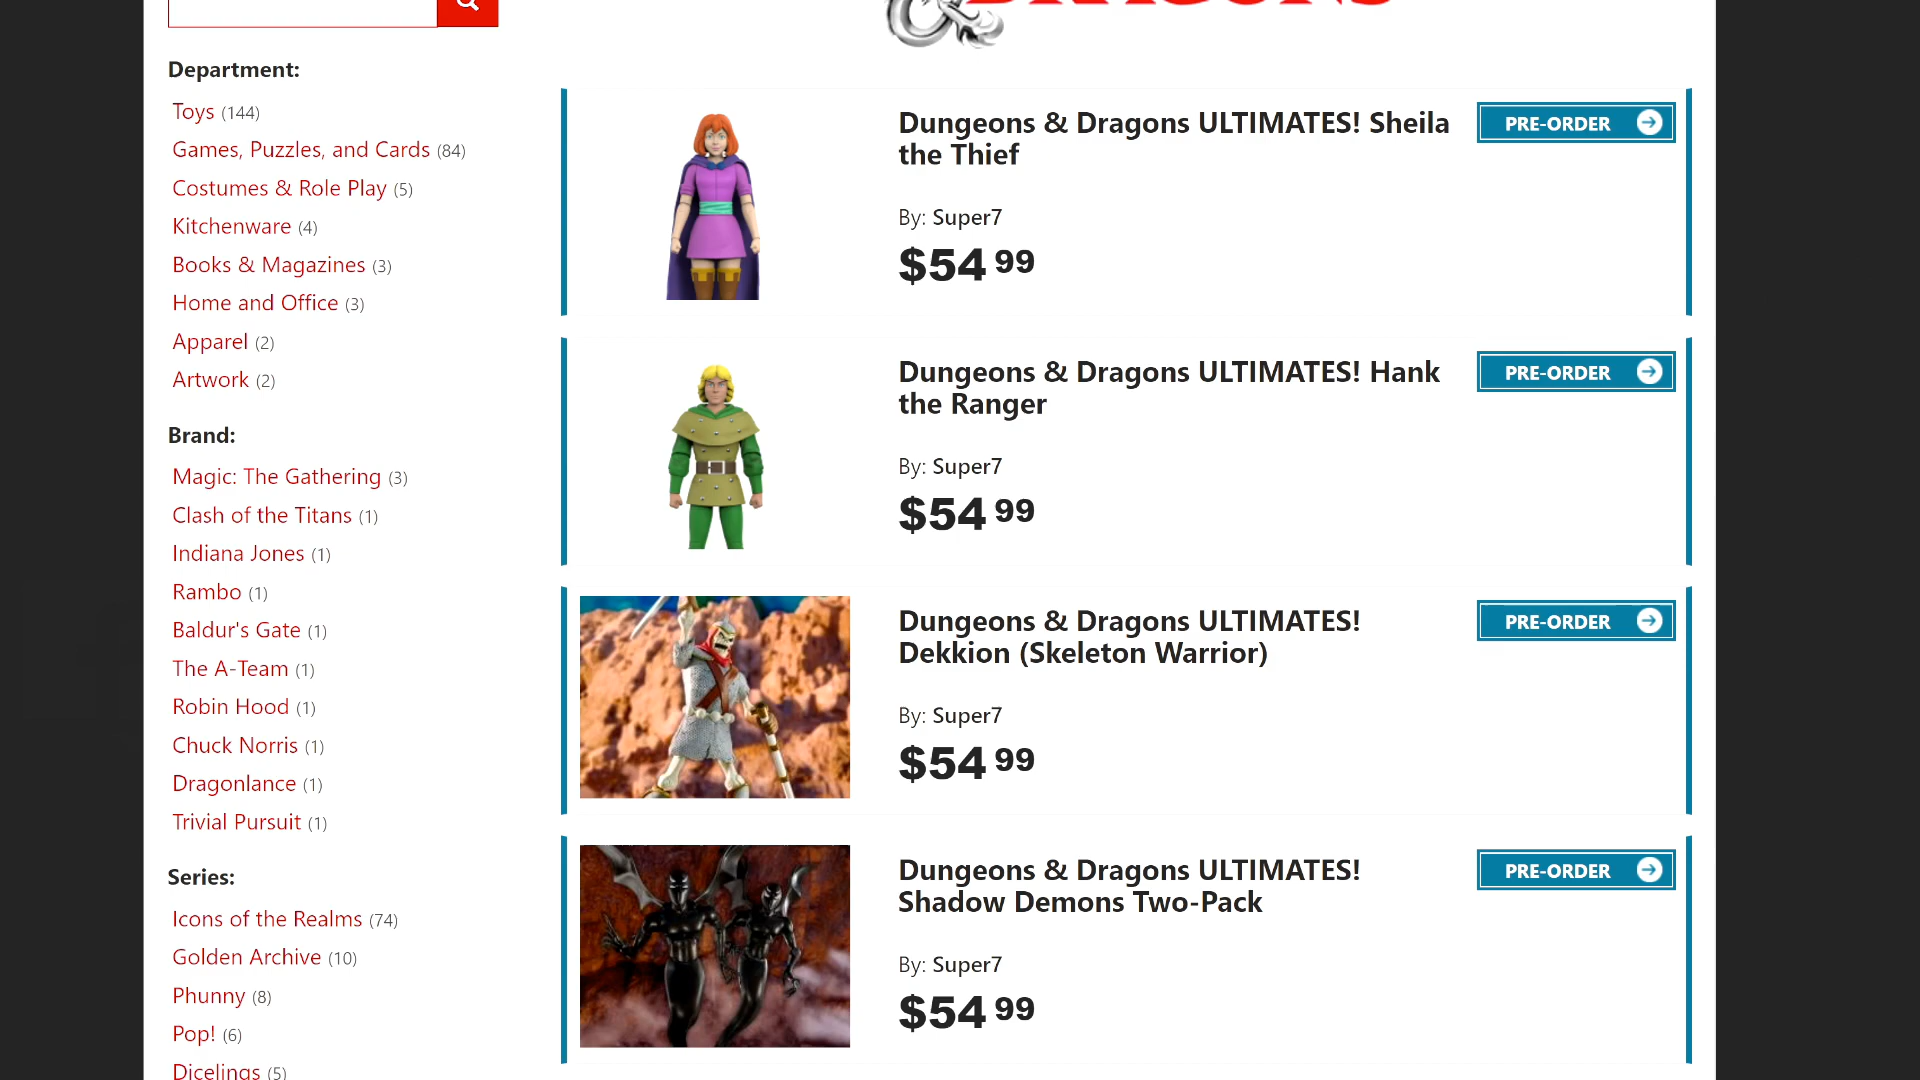 DRAGONS
Department:
Toys (144)
Games, Puzzles, and Cards (84)
Costumes & Role Play (5)
Kitchenware (4)
Books & Magazines (3)
Home and Office (3)
Apparel (2)
Artwork (2)
Brand:
Magic: The Gathering (3)
Clash of the Titans (1)
Indiana Jones (1)
Rambo (1)
Baldur's Gate (1)
The A-Team (1)
Robin Hood (1)
Chuck Norris (1)
Dragonlance (1)
Trivial Pursuit (1)
Series:
Icons of the Realms (74)
Golden Archive (10)
Phunny (8)
Pop! (6)
Dicelings (5)
Dungeons & Dragons ULTIMATES! Sheila
the Thief
By: Super7
$54 99
PRE-ORDER
Dungeons & Dragons ULTIMATES! Hank
the Ranger
By: Super7
$54 99
PRE-ORDER
Dungeons & Dragons ULTIMATES!
Dekkion (Skeleton Warrior)
By: Super7
$54 99
PRE-ORDER
Dungeons & Dragons ULTIMATES!
Shadow Demons Two-Pack
By: Super7
$54 99
PRE-ORDER